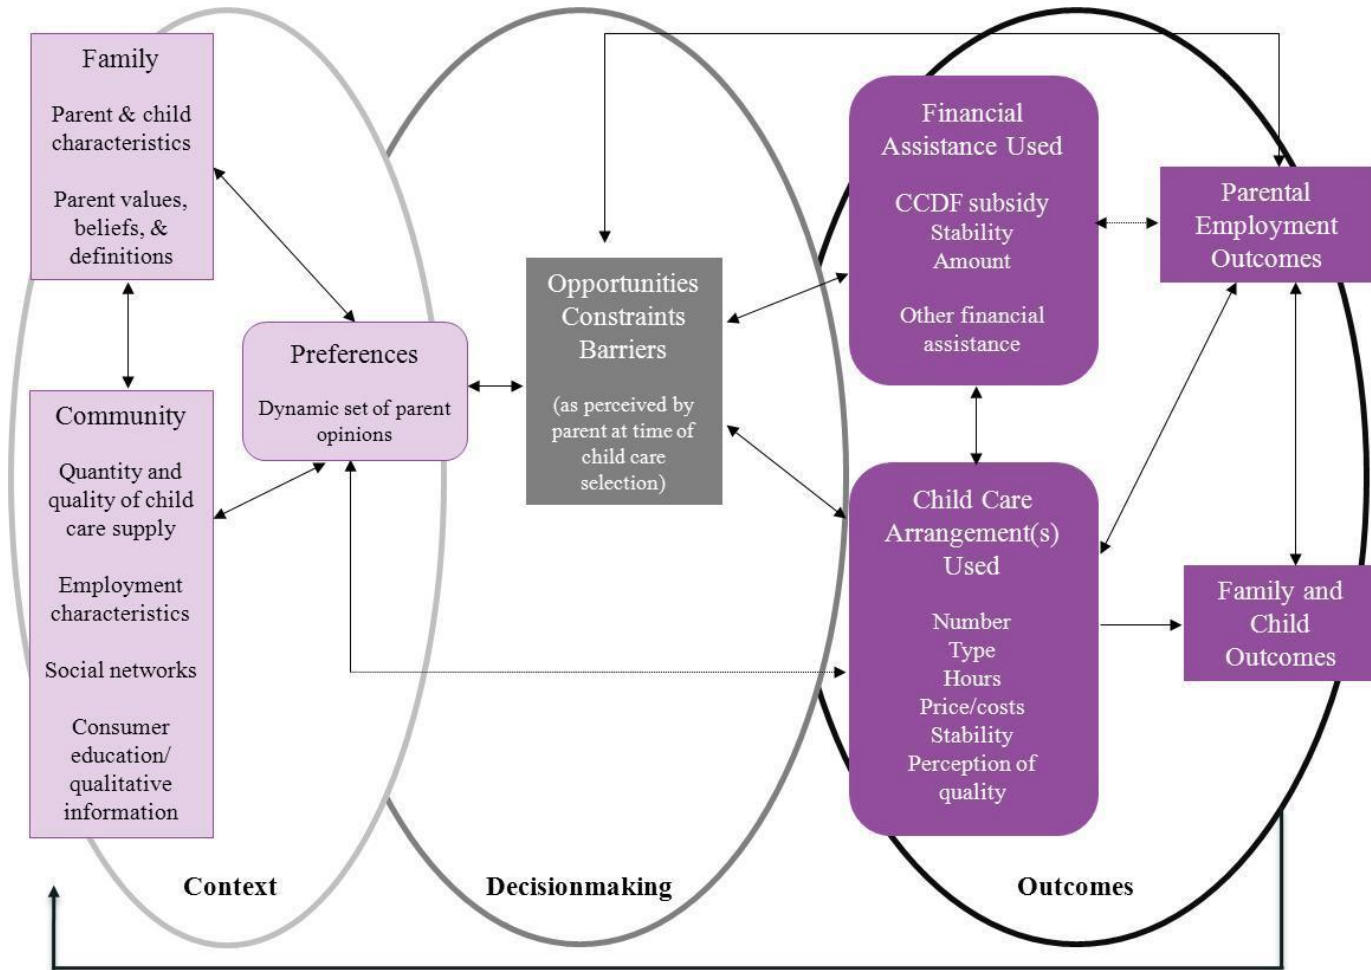 Family
Parent & child
characteristics
Parent values,
beliefs, &
definitions
Community
Quantity and
quality of child
care supply
Employment
characteristics
Social networks
Consumer
education/
qualitative
information
Preferences
Dynamic set of parent
opinions
Opportunities
Constraints
Barriers
(as perceived by
parent at time of
child care
selection)
Financial
Assistance Used
CCDF subsidy
Stability
Amount
Other financial
assistance
Child Care
Arrangement(s)
Used
Number
Type
Hours
Price/costs
Stability
Perception of
quality
Parental
Employment
Outcomes
Family and
Child
Outcomes
Context
Decisionmaking
Outcomes